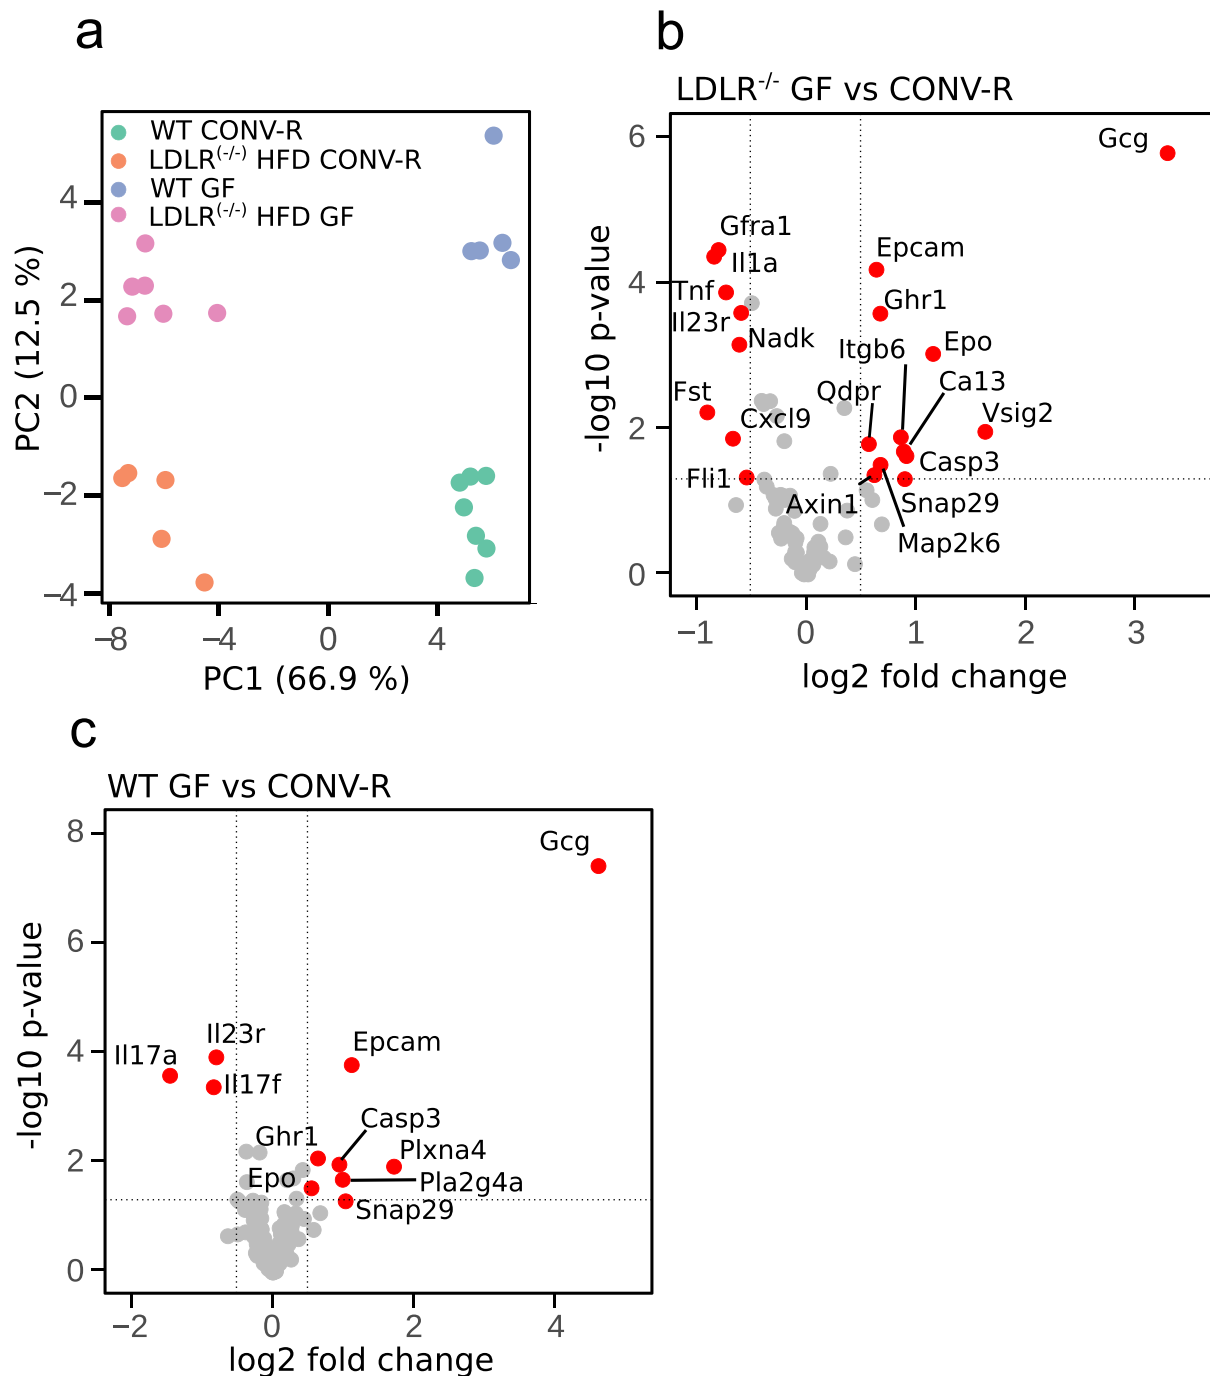 a
WT CONV-R
LDLR(-/-) HFD CONV-R
WT GF
LDLR(-/-) HFD GF
4
2
0
−2
−4
PC2 (12.5 %)
−8
−4
0
4
PC1 (66.9 %)
b
LDLR-/- GF vs CONV-R
6
4
2
0
-log10 p-value
Gcg
Gfra1
Il1a
Epcam
Tnf
Ghr1
Il23r
Nadk
Itgb6
Epo
Fst
Qdpr
Ca13
Cxcl9
Vsig2
Fli1
Casp3
Axin1
Snap29
Map2k6
−1
0
1
2
3
log2 fold change
c
WT GF vs CONV-R
8
6
4
2
0
-log10 p-value
Gcg
Il23r
Il17a
Epcam
Il17f
Ghr1
Casp3
Plxna4
Epo
Pla2g4a
Snap29
−2
0
2
4
log2 fold change